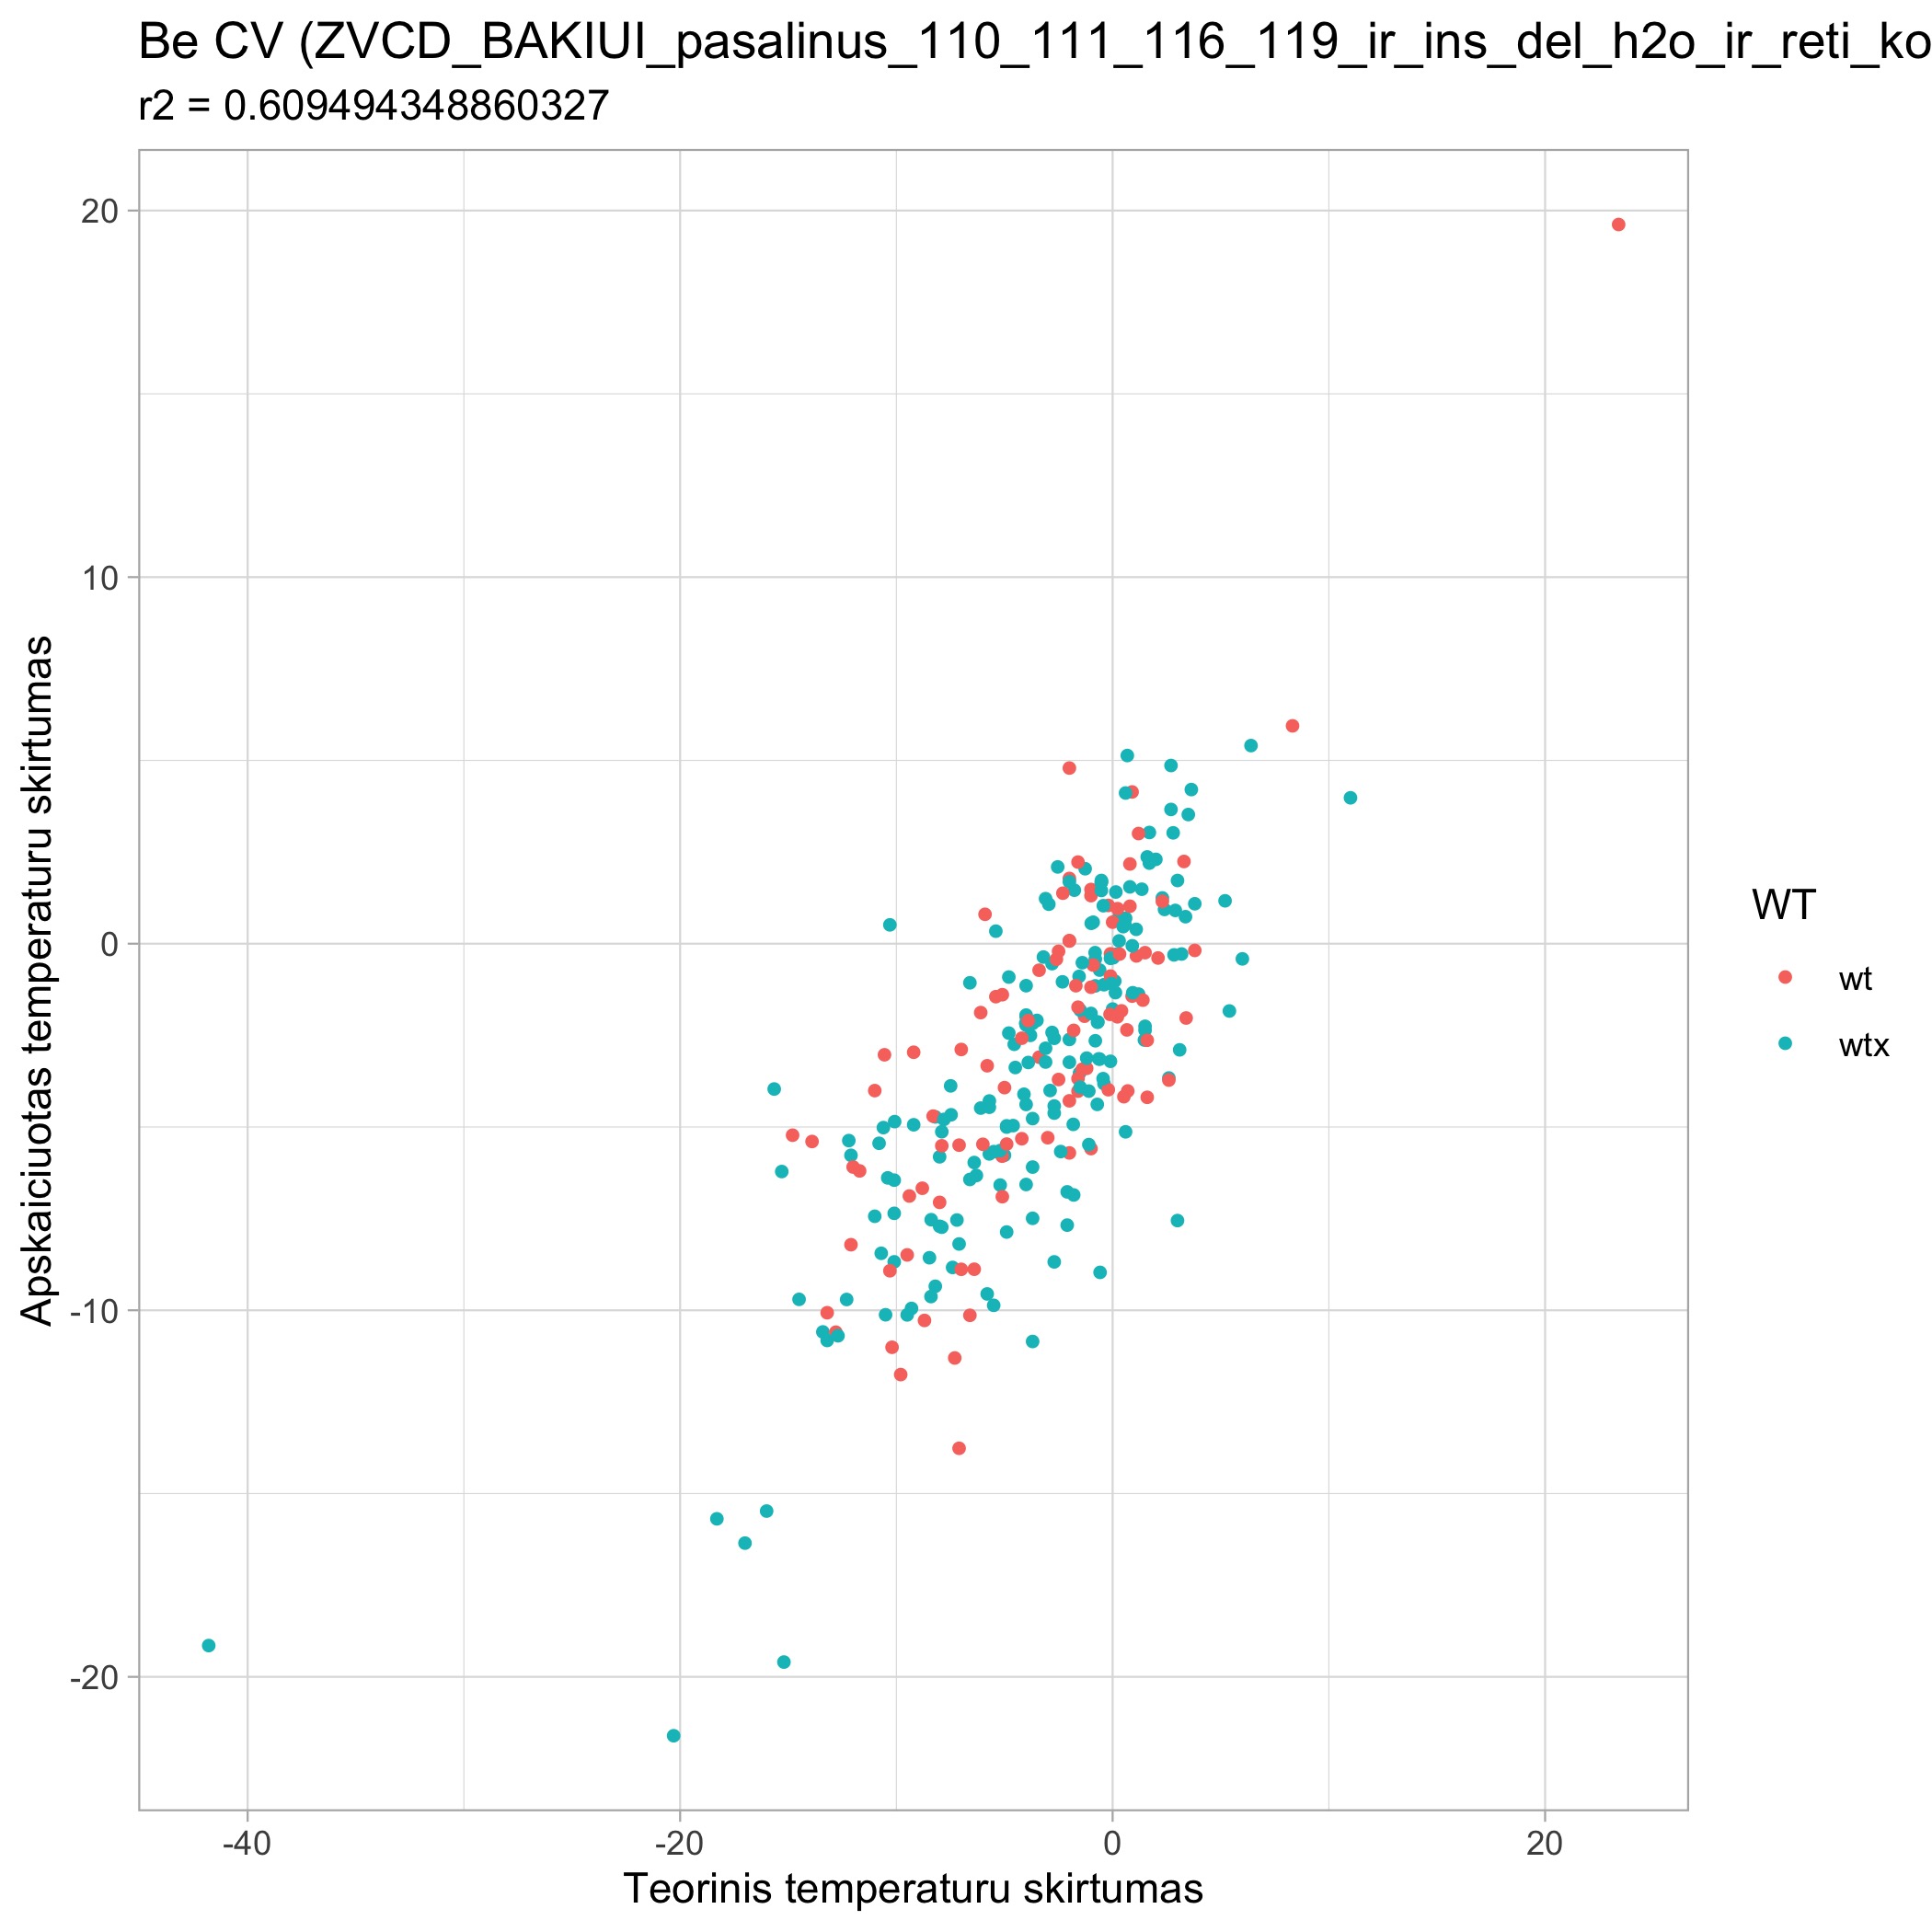 Be CV (ZVCD_BAKIUI_pasalinus_110_111_116_119_ir_ins_del_h2o_ir_reti_ko
r2 = 0.609494348860327
20
10
0
-10
-20
-40
-20
0
20
Apskaiciuotas temperaturu skirtumas
Teorinis temperaturu skirtumas
WT
wt
wtx